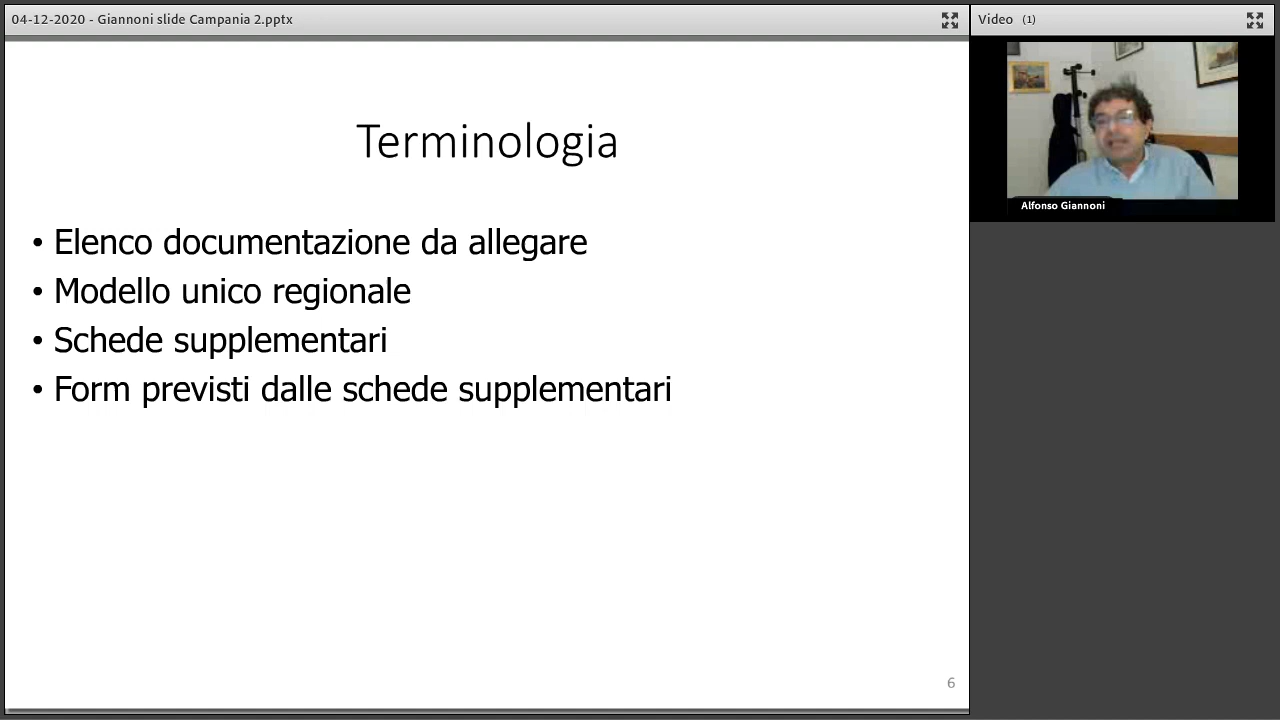 04-12-2020 - Giannoni slide Campania 2.pptx
Video (1)
Alfonso Giannoni
Terminologia
• Elenco documentazione da allegare
• Modello unico regionale
• Schede supplementari
• Form previsti dalle schede supplementari
6